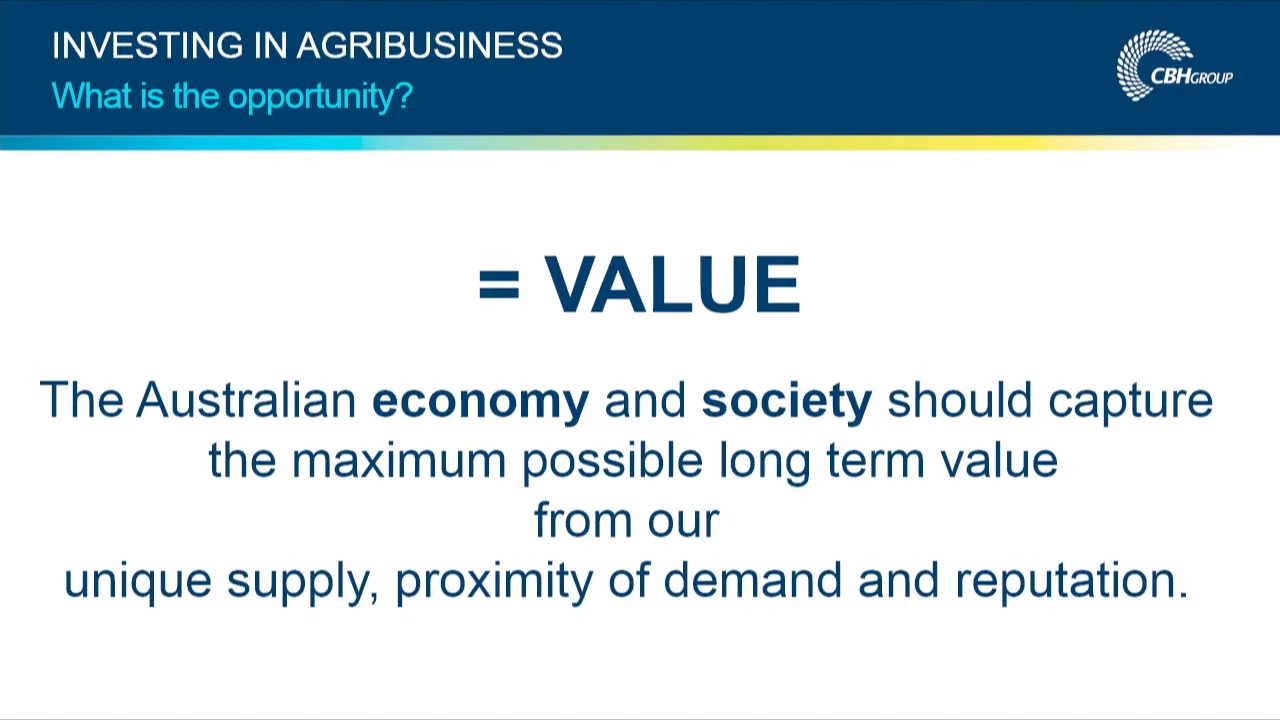 INVESTING IN AGRIBUSINESS
What is the opportunity?
CBHGROUP
= VALUE
The Australian economy and society should capture
the maximum possible long term value
from our
unique supply, proximity of demand and reputation.